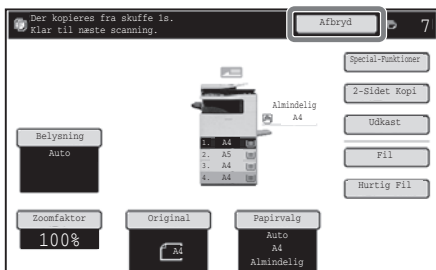 Der kopieres fra skuffe 1s.
Klar til næste scanning.
Afbryd
7
Special-Funktioner
2-Sidet Kopi
Udkast
Fil
Hurtig Fil
Almindelig
A4
1. A4
2. A5
3. A4
4. A4
Belysning
Auto
Zoomfaktor
100%
Original
A4
Papirvalg
Auto
A4
Almindelig